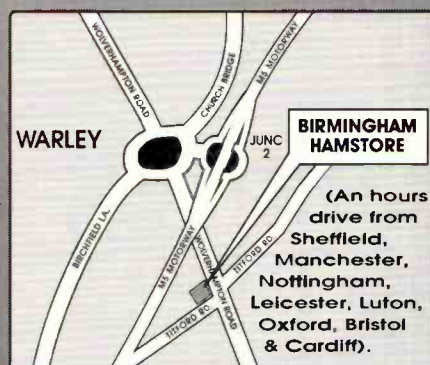 WOLVERHAMPTON ROAD
CHURCH BRIDGE
M5 MOTORWAY
WARLEY
JUNC
2
BIRMINGHAM
HAMSTORE
BIRCHFIELD LA.
M5 MOTORWAY
WOLVERHAMPTON ROAD
TITFORD RD
TITFORD RD
(An hours
drive from
Sheffield,
Manchester,
Nottingham,
Leicester, Luton,
Oxford, Bristol
& Cardiff).